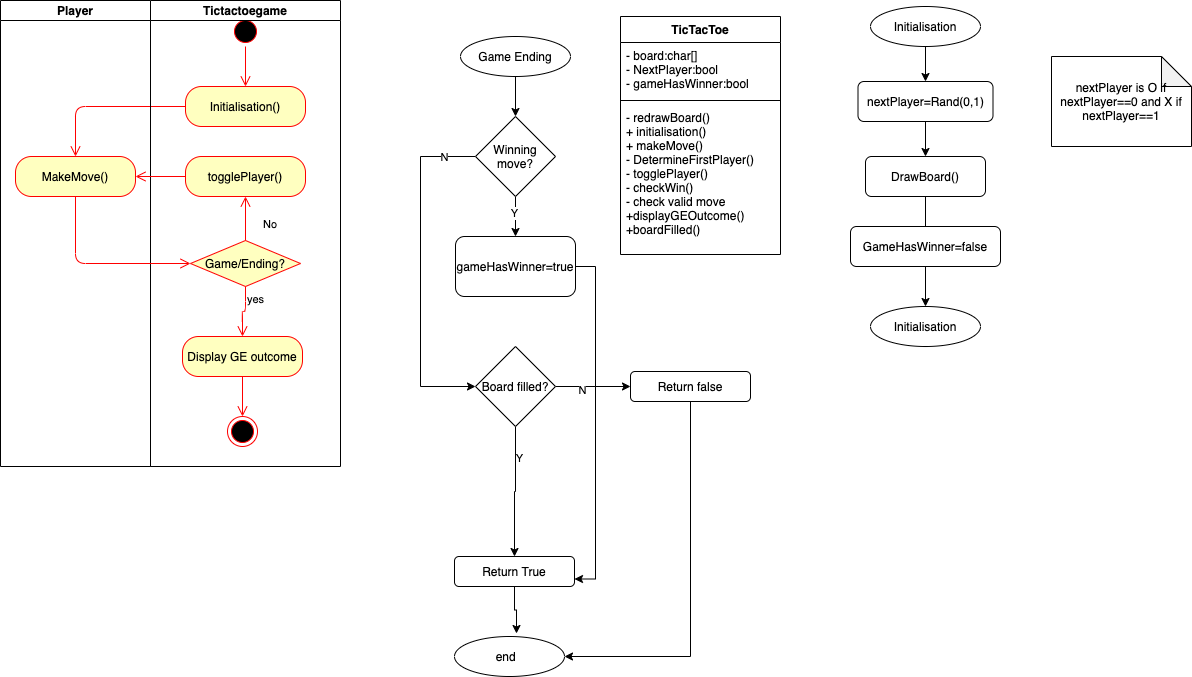 Player
Tictactoegame
Initialisation()
MakeMove()
togglePlayer()
No
Game/Ending?
yes
Display GE outcome
Game Ending
Winning
move?
N
Y
gameHasWinner=true
Board filled?
N
Y
Return false
Return True
end
TicTacToe
- board:char[]
- NextPlayer:bool
- gameHasWinner:bool
- redrawBoard()
+ initialisation()
+ makeMove()
- DetermineFirstPlayer()
- togglePlayer()
- checkWin()
- check valid move
+displayGEOutcome()
+boardFilled()
Initialisation
nextPlayer=Rand(0,1)
DrawBoard()
GameHasWinner=false
Initialisation
nextPlayer is O if
nextPlayer==0 and X if
nextPlayer==1